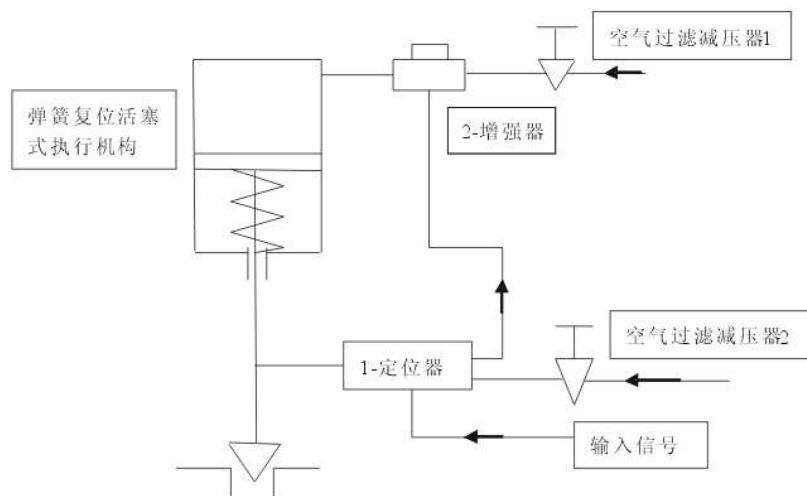 空气过滤减压器1
弹簧复位活塞
式执行机构
2-增强器
空气过滤减压器2
1-定位器
输入信号